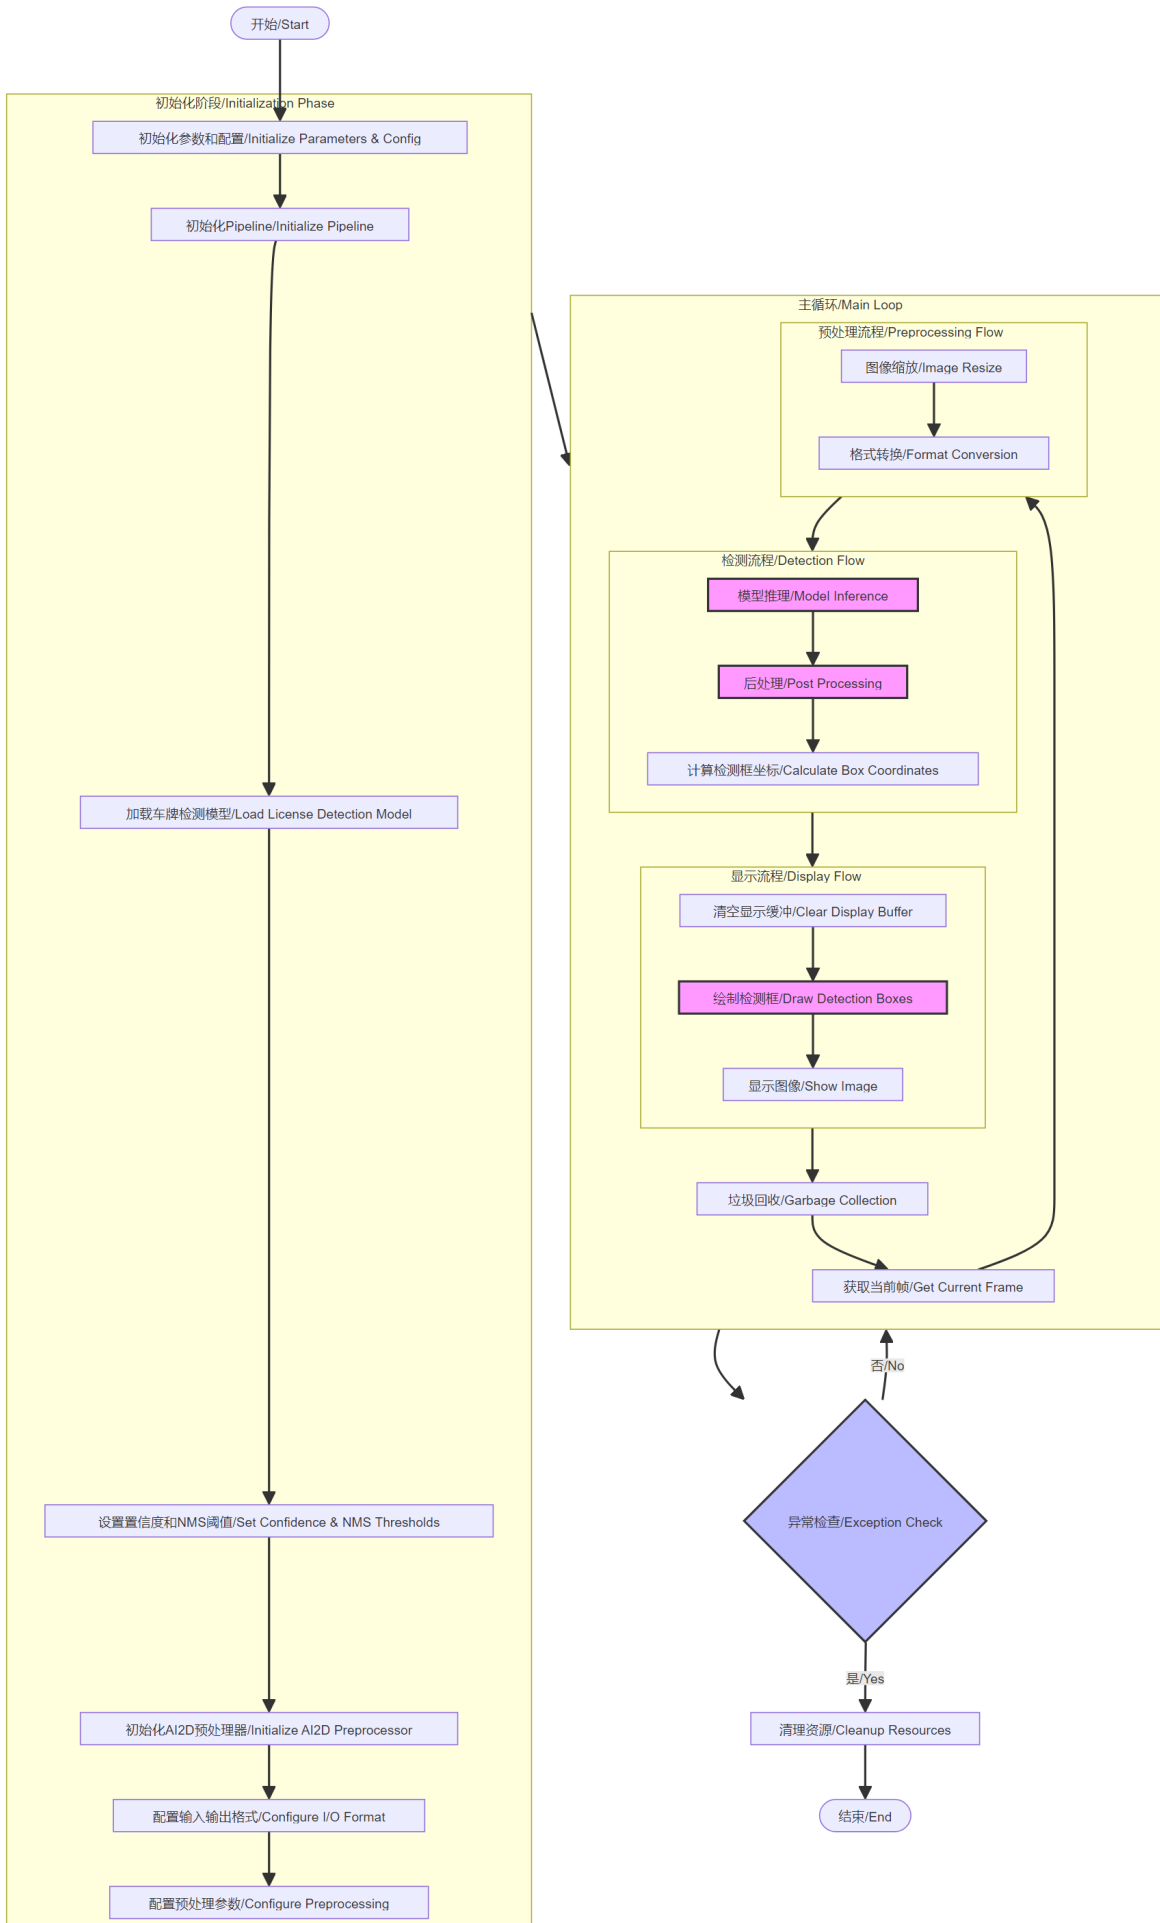 开始/Start
初始化阶段/Initialization Phase
初始化参数和配置/Initialize Parameters & Config
初始化Pipeline/Initialize Pipeline
加载车牌检测模型/Load License Detection Model
设置置信度和NMS阈值/Set Confidence & NMS Thresholds
初始化AI2D预处理器/Initialize AI2D Preprocessor
配置输入输出格式/Configure I/O Format
配置预处理参数/Configure Preprocessing
主循环/Main Loop
预处理流程/Preprocessing Flow
图像缩放/Image Resize
格式转换/Format Conversion
检测流程/Detection Flow
模型推理/Model Inference
后处理/Post Processing
计算检测框坐标/Calculate Box Coordinates
显示流程/Display Flow
清空显示缓冲/Clear Display Buffer
绘制检测框/Draw Detection Boxes
显示图像/Show Image
垃圾回收/Garbage Collection
获取当前帧/Get Current Frame
否/No
异常检查/Exception Check
是/Yes
清理资源/Cleanup Resources
结束/End